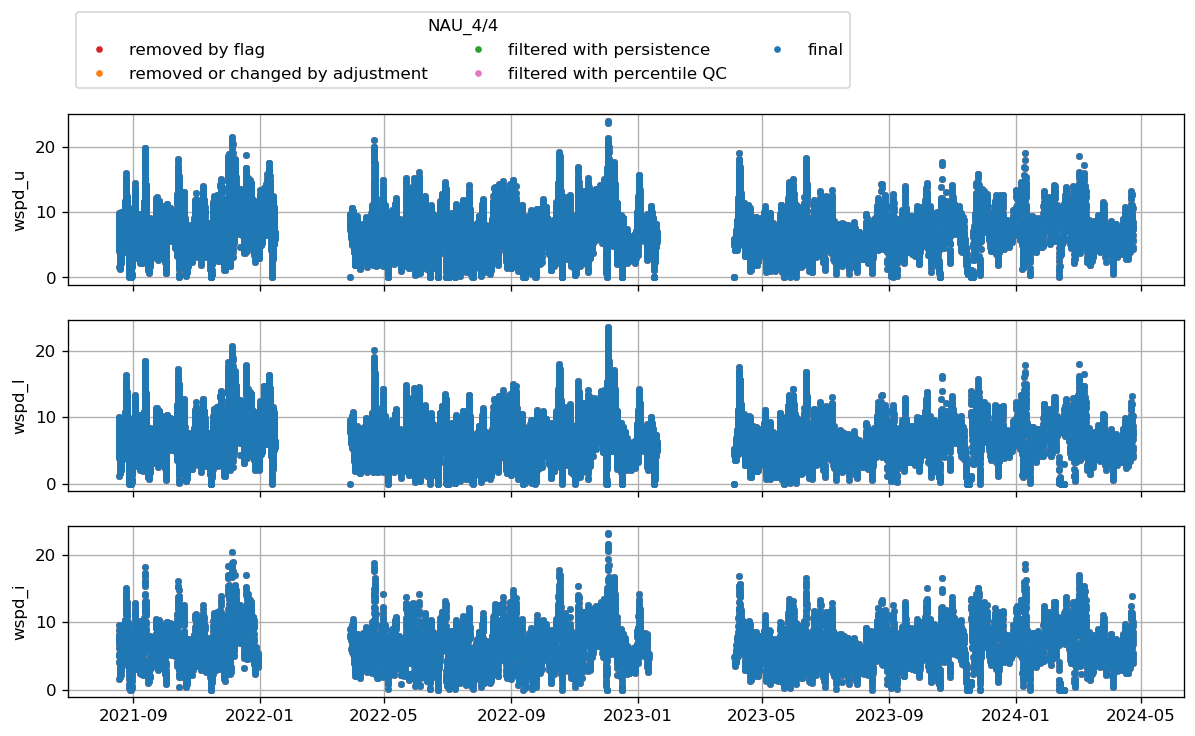 NAU_4/4
removed by flag
filtered with persistence
final
removed or changed by adjustment
filtered with percentile QC
wspd_u
20
10
0
wspd_l
20
10
0
wspd_i
20
10
0
2021-09
2022-01
2022-05
2022-09
2023-01
2023-05
2023-09
2024-01
2024-05